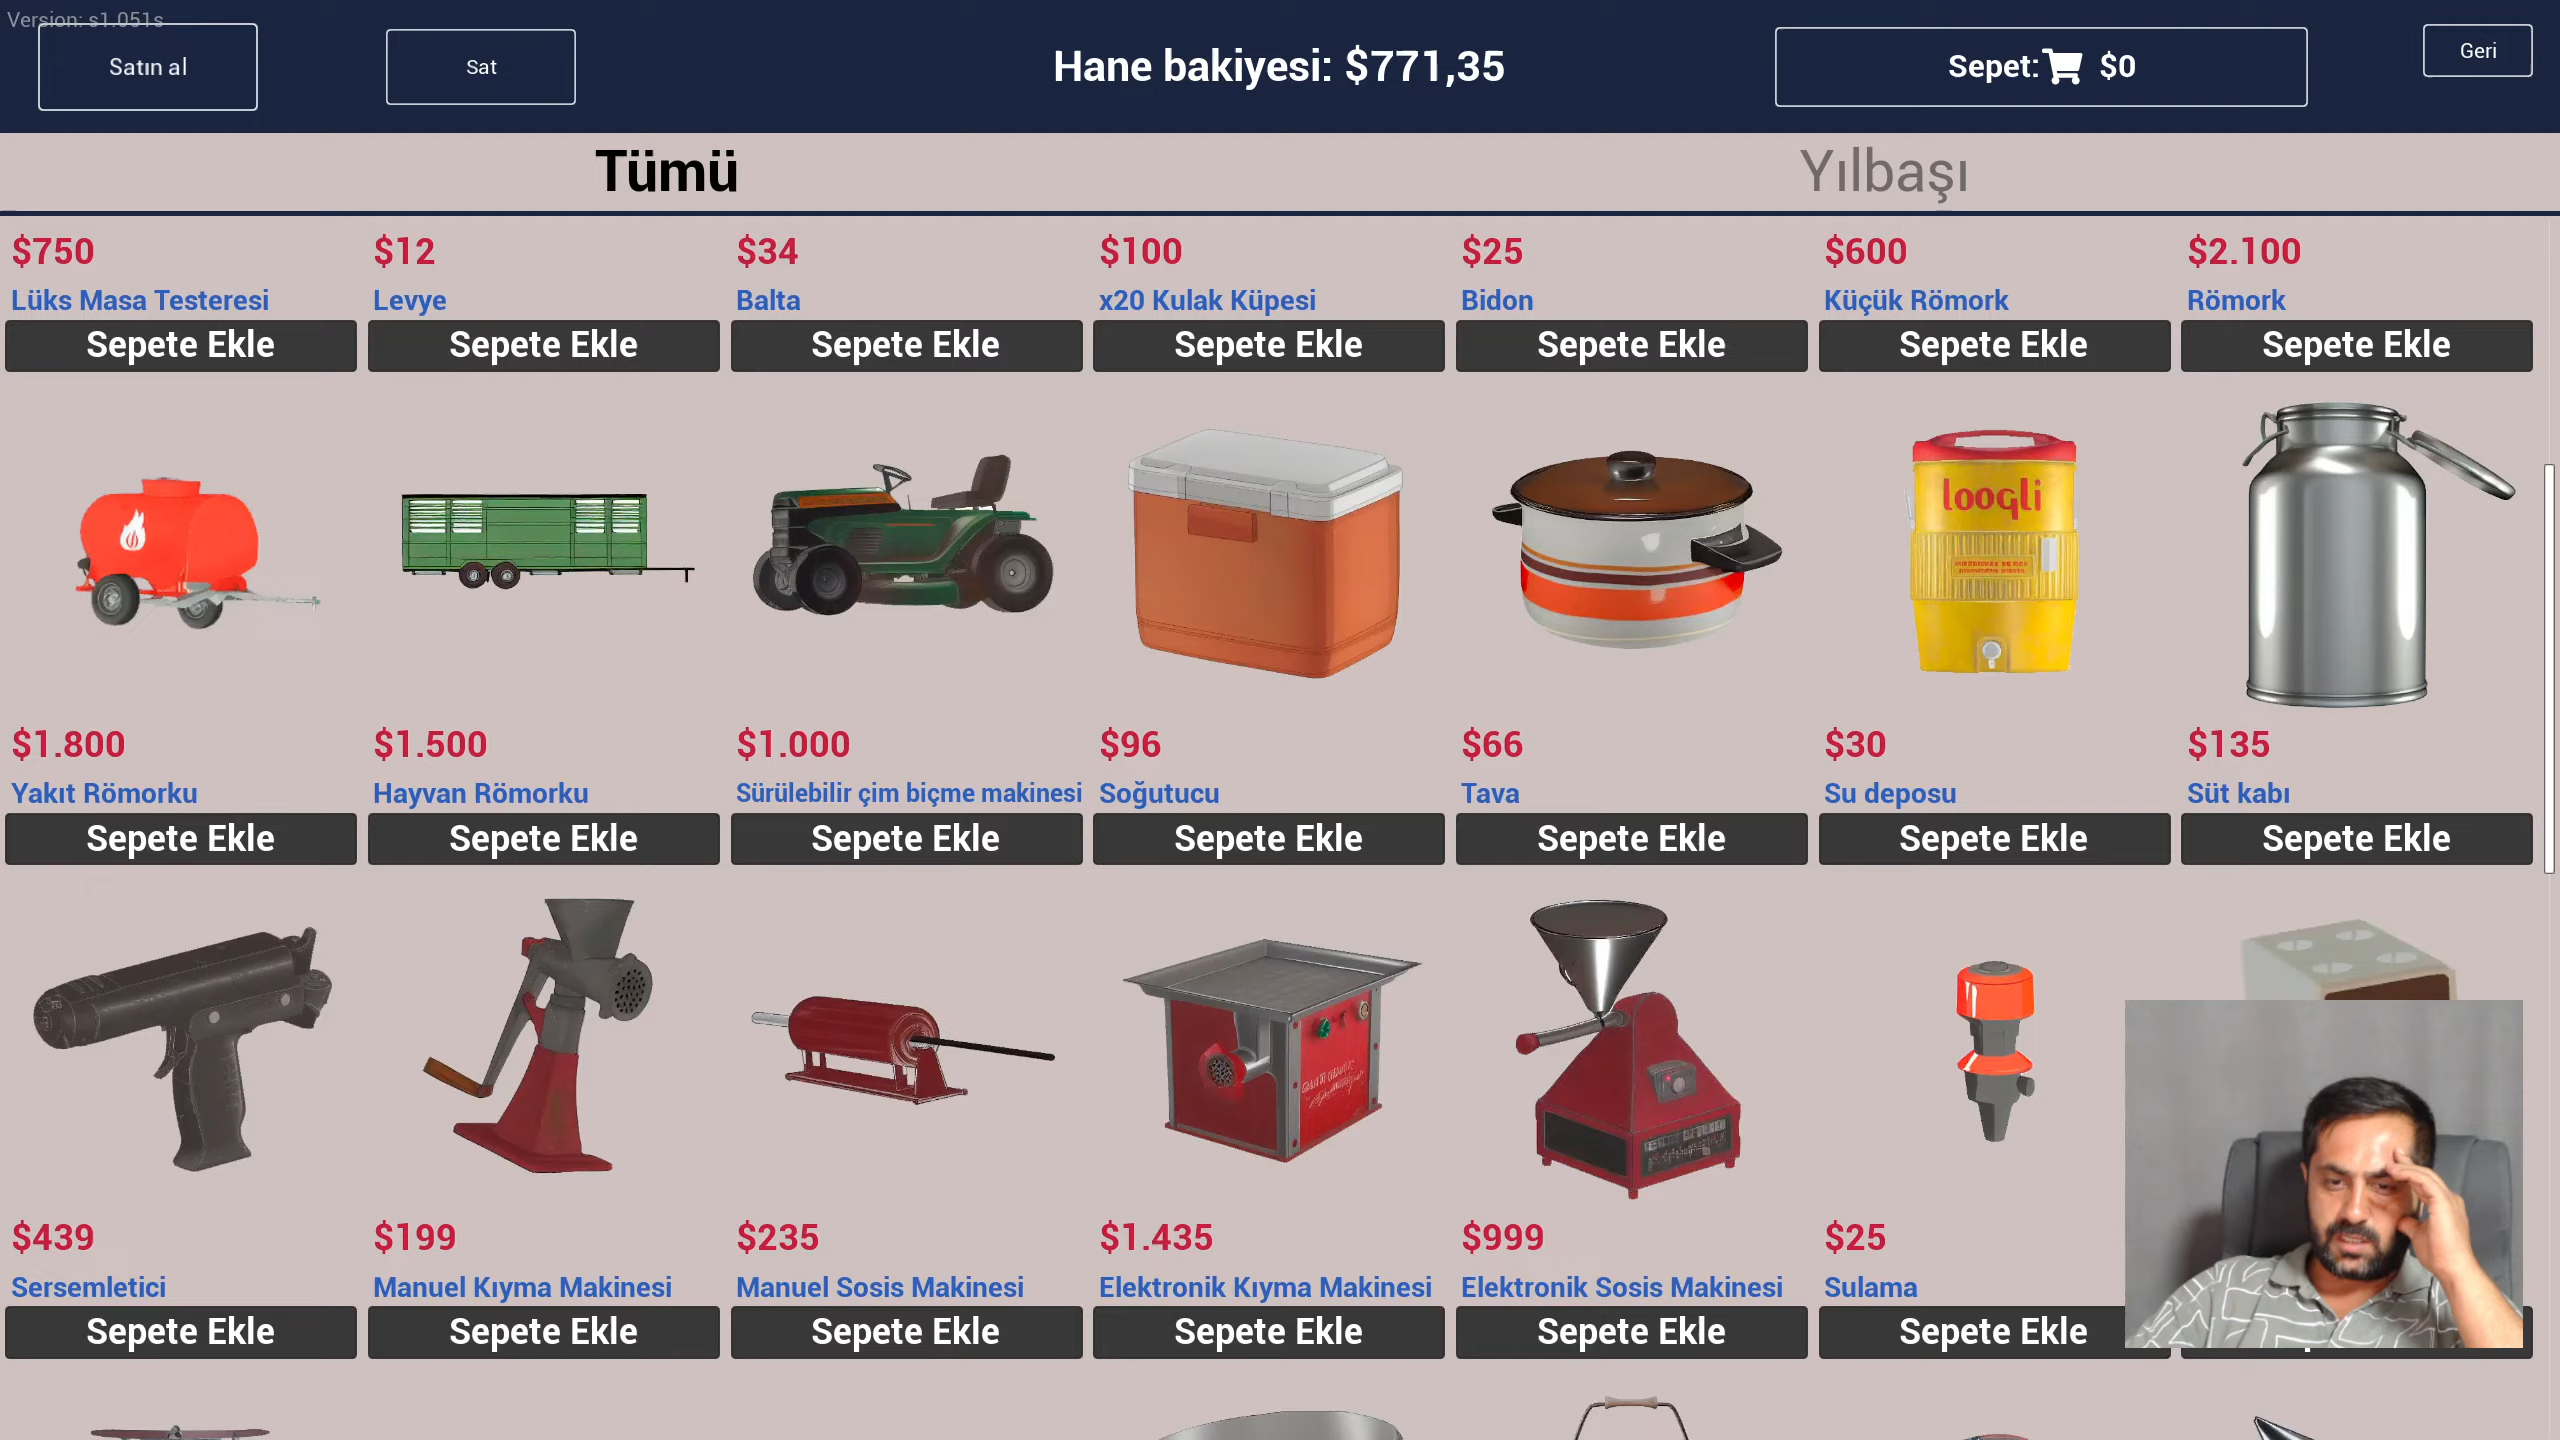 Version: s1.051s
Satın al
Sat
Hane bakiyesi: $771,35
Sepet: $0
Geri
Tümü
Yılbaşı
$750
$12
$34
$100
$25
$600
$2.100
Lüks Masa Testeresi
Levye
Balta
x20 Kulak Küpesi
Bidon
Küçük Römork
Römork
Sepete Ekle
Sepete Ekle
Sepete Ekle
Sepete Ekle
Sepete Ekle
Sepete Ekle
Sepete Ekle
looqli
$1.800
$1.500
$1.000
$96
$66
$30
$135
Yakıt Römorku
Hayvan Römorku
Sürülebilir çim biçme makinesi
Soğutucu
Tava
Su deposu
Süt kabı
Sepete Ekle
Sepete Ekle
Sepete Ekle
Sepete Ekle
Sepete Ekle
Sepete Ekle
Sepete Ekle
$439
$199
$235
$1.435
$999
$25
Sersemletici
Manuel Kıyma Makinesi
Manuel Sosis Makinesi
Elektronik Kıyma Makinesi
Elektronik Sosis Makinesi
Sulama
Sepete Ekle
Sepete Ekle
Sepete Ekle
Sepete Ekle
Sepete Ekle
Sepete Ekle